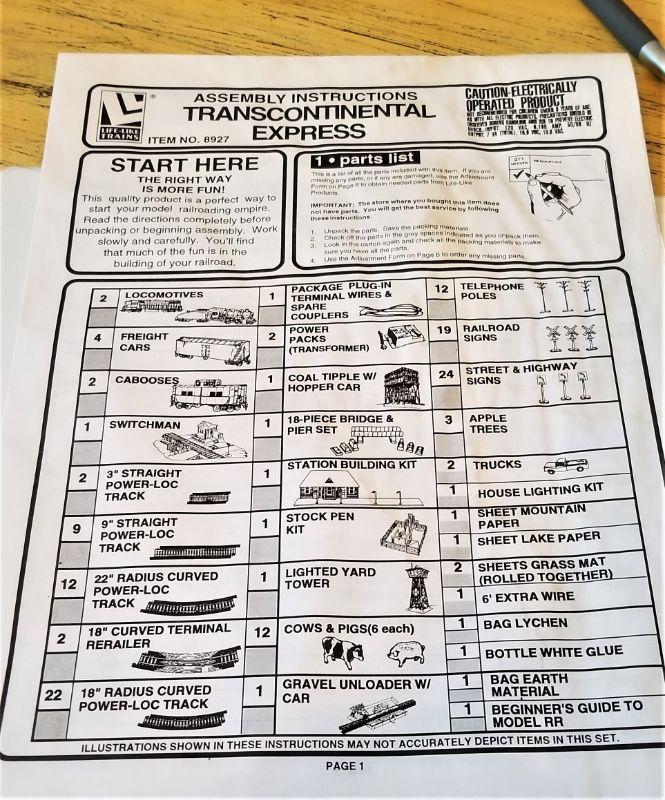 LIFE-LIKE
TRAINS
®
ASSEMBLY INSTRUCTIONS
TRANSCONTINENTAL
EXPRESS
ITEM NO. 8927
CAUTION-ELECTRICALLY
OPERATED PRODUCT
START HERE
THE RIGHT WAY
IS MORE FUN!
This quality product is a perfect way to
start your model railroading empire.
Read the directions completely before
unpacking or beginning assembly. Work
slowly and carefully. You'll find
that much of the fun is in the
building of your railroad.
1 • parts list
This is a list of all the parts included with this item. If you are
missing any parts, or if any are damaged, use the Adjustment
Form on Page 6 to obtain needed parts from Life-Like
Products.
IMPORTANT: The store where you bought this item does
not have parts. You will get the best service by following
these instructions.
1. Unpack the parts. Save the packing materials.
2. Check off the parts in the grey spaces indicated as you unpack them.
3. Look in the carton again and check all the packing materials to make
sure you have all the parts.
4. Use the Adjustment Form on Page 6 to order any missing parts.
2 LOCOMOTIVES
4 FREIGHT
CARS
2 CABOOSES
1 SWITCHMAN
2 3" STRAIGHT
POWER-LOC
TRACK
9 9" STRAIGHT
POWER-LOC
TRACK
12 22" RADIUS CURVED
POWER-LOC
TRACK
2 18" CURVED TERMINAL
RERAILER
22 18" RADIUS CURVED
POWER-LOC TRACK
1 PACKAGE PLUG-IN
TERMINAL WIRES &
SPARE
COUPLERS
2 POWER
PACKS
(TRANSFORMER)
1 COAL TIPPLE W/
HOPPER CAR
1 18-PIECE BRIDGE &
PIER SET
1 STATION BUILDING KIT
1 STOCK PEN
KIT
1 LIGHTED YARD
TOWER
12 COWS & PIGS(6 each)
1 GRAVEL UNLOADER W/
CAR
12 TELEPHONE
POLES
19 RAILROAD
SIGNS
24 STREET & HIGHWAY
SIGNS
3 APPLE
TREES
2 TRUCKS
1 HOUSE LIGHTING KIT
1 SHEET MOUNTAIN
PAPER
1 SHEET LAKE PAPER
2 SHEETS GRASS MAT
(ROLLED TOGETHER)
1 6' EXTRA WIRE
1 BAG LYCHEN
1 BOTTLE WHITE GLUE
1 BAG EARTH
MATERIAL
1 BEGINNER'S GUIDE TO
MODEL RR
ILLUSTRATIONS SHOWN IN THESE INSTRUCTIONS MAY NOT ACCURATELY DEPICT ITEMS IN THIS SET.
PAGE 1